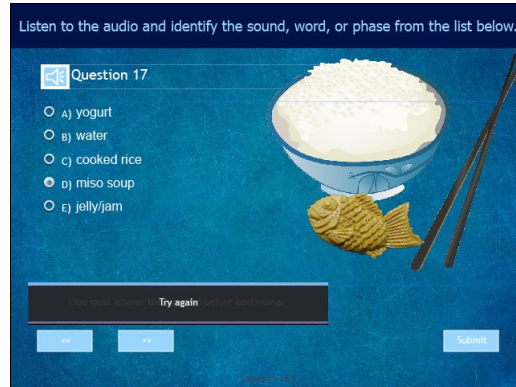 Listen to the audio and identify the sound, word, or phase from the list below.
Question 17
A) yogurt
B) water
C) cooked rice
D) miso soup
E) jelly/jam
Try again
<< >>
Submit